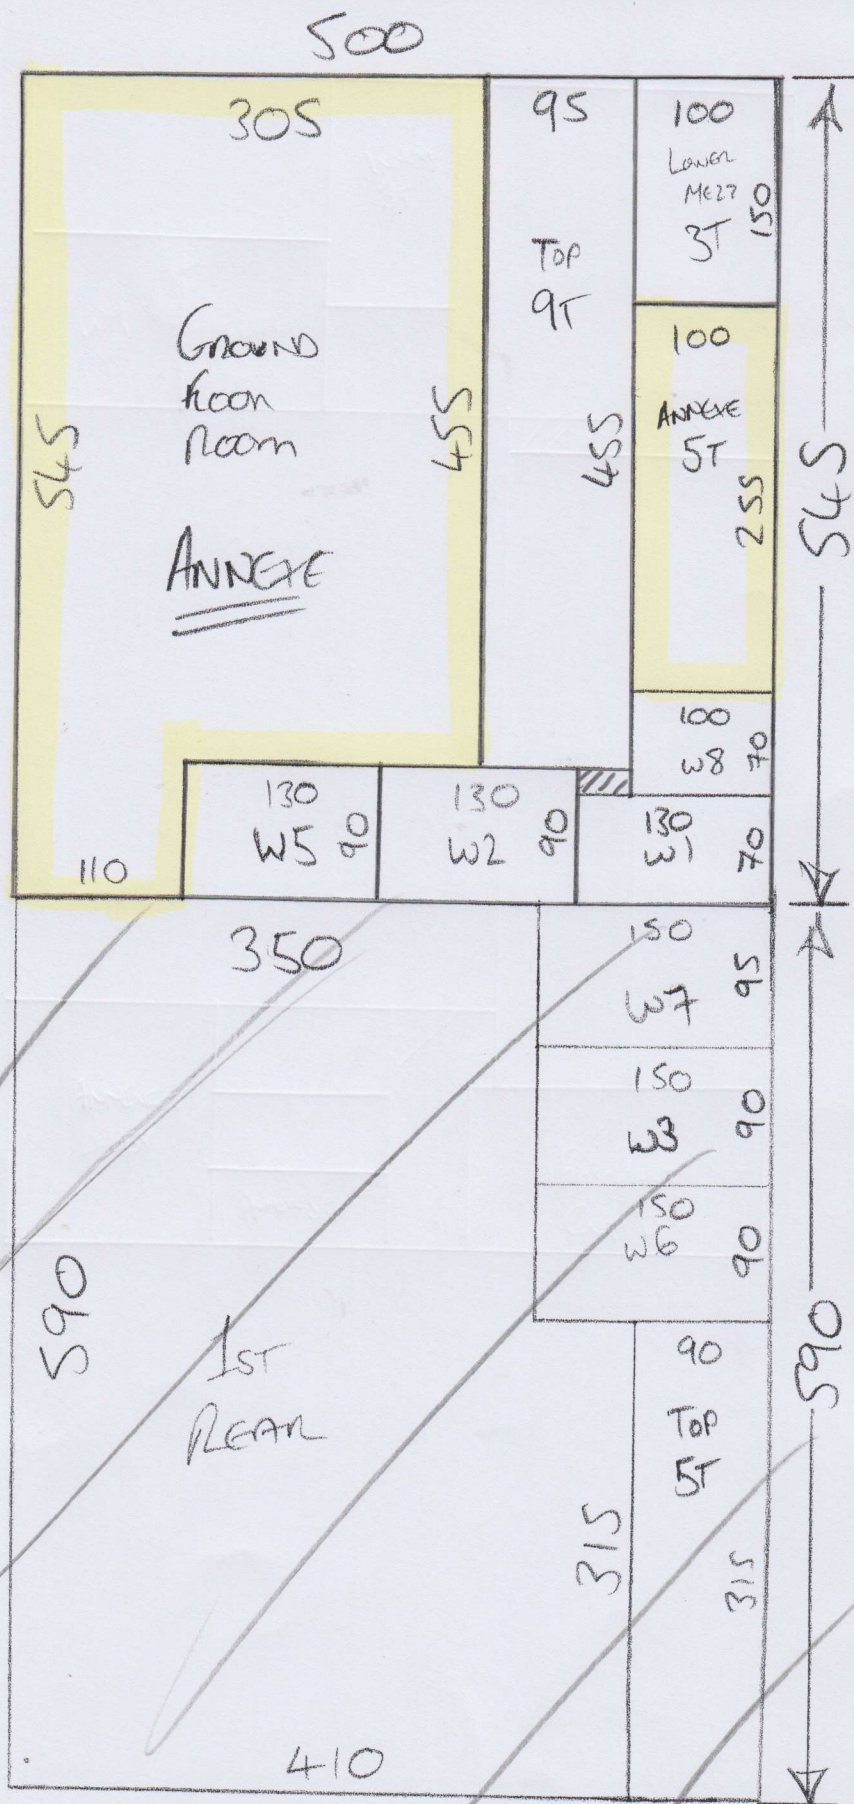 500
305
95
100
LOWER
MEZZ
3T
150
TOP
9T
GROUND
FLOOR
ROOM
ANNEXE
545
455
455
100
ANNEXE
5T
255
545
100
W8
70
130
W5
90
130
W2
90
130
W1
70
110
350
150
W7
95
150
W3
90
150
W6
90
590
1ST
REAR
90
TOP
5T
315
315
590
410